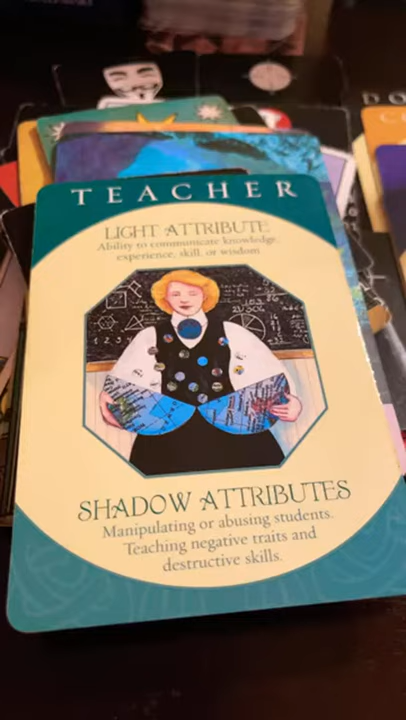 TEACHER
LIGHT ATTRIBUTE
Ability to communicate knowledge,
experience, skill, or wisdom
SHADOW ATTRIBUTES
Manipulating or abusing students.
Teaching negative traits and
destructive skills.